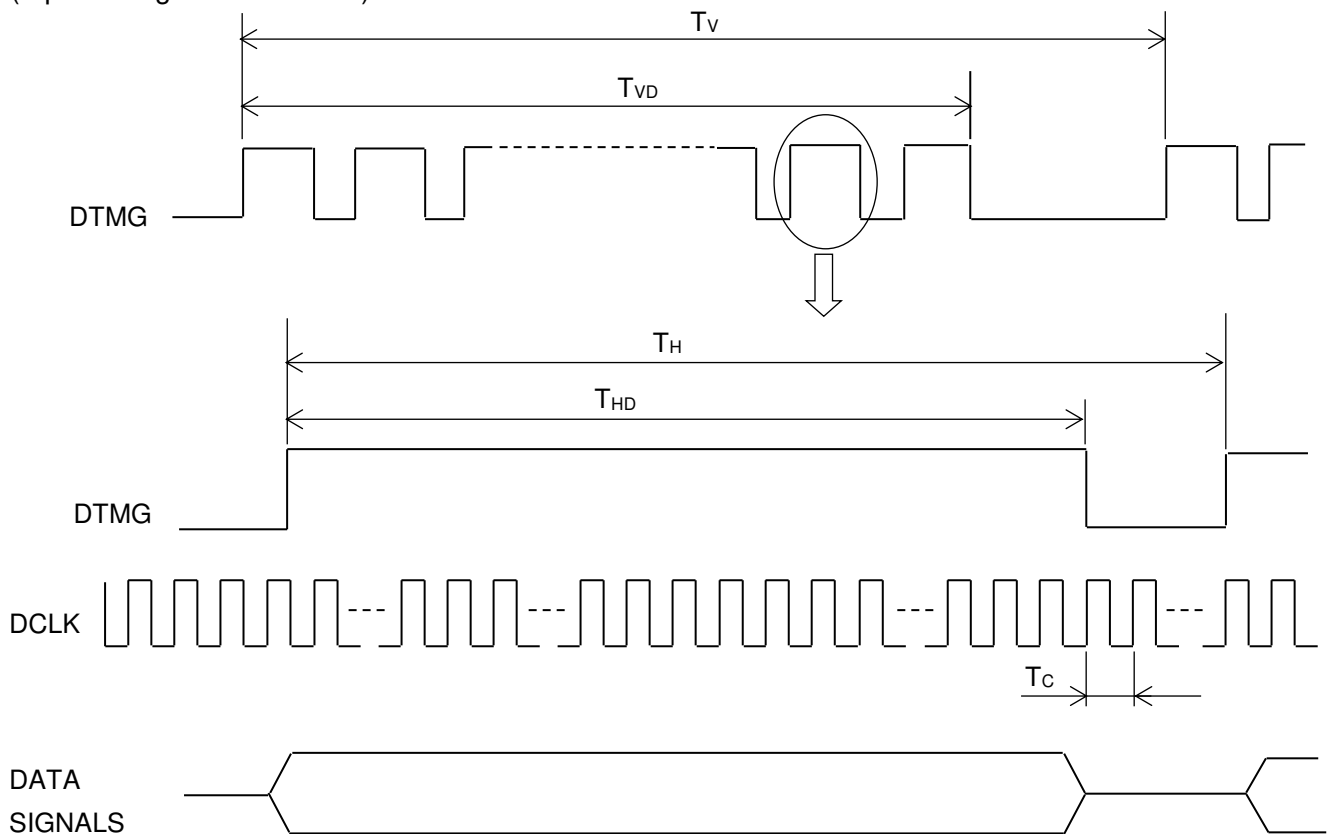 TV
TVD
DTMG
TH
THD
DTMG
DCLK
TC
DATA
SIGNALS